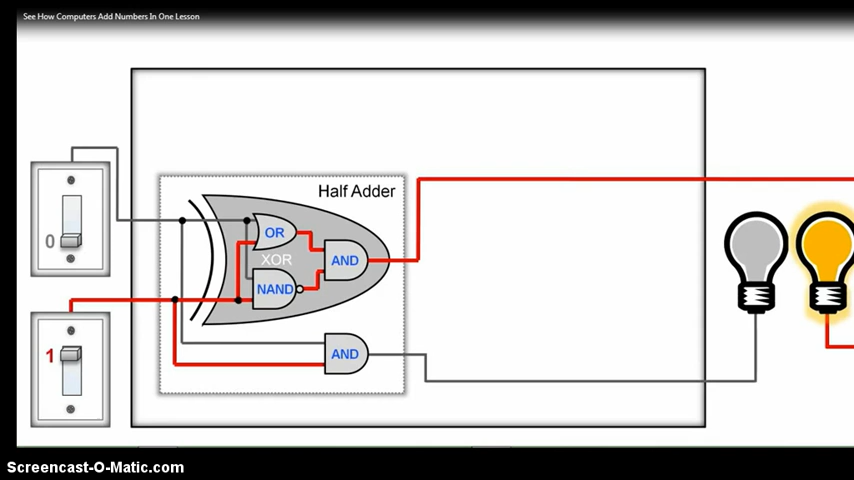 See How Computers Add Numbers In One Lesson
Half Adder
0
OR
XOR
AND
NAND
1
AND
Screencast-O-Matic.com